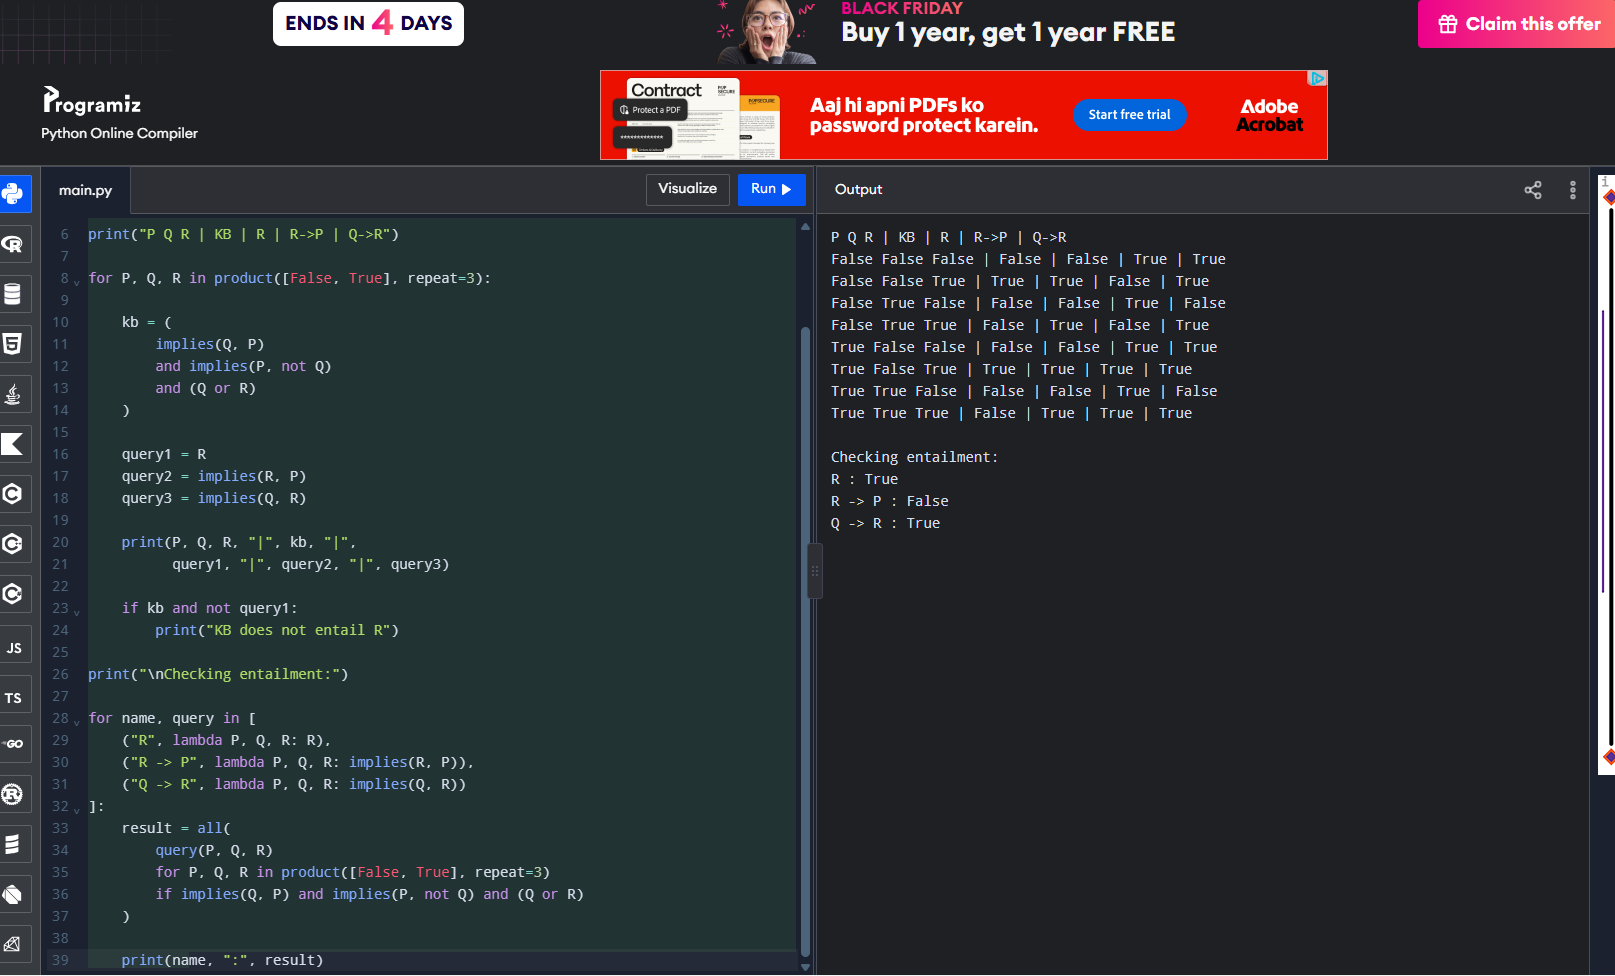 ENDS IN 4 DAYS
BLACK FRIDAY
Buy 1 year, get 1 year FREE
Claim this offer
Programiz
Python Online Compiler
Contract
Protect a PDF
*************
Aaj hi apni PDFs ko
password protect karein.
Start free trial
Adobe
Acrobat
main.py
Visualize
Run
Output
6 print("P Q R | KB | R | R->P | Q->R")
7
8 for P, Q, R in product([False, True], repeat=3):
9
10     kb = (
11         implies(Q, P)
12         and implies(P, not Q)
13         and (Q or R)
14     )
15
16     query1 = R
17     query2 = implies(R, P)
18     query3 = implies(Q, R)
19
20     print(P, Q, R, "|", kb, "|",
21           query1, "|", query2, "|", query3)
22
23     if kb and not query1:
24         print("KB does not entail R")
25
26 print("\nChecking entailment:")
27
28 for name, query in [
29     ("R", lambda P, Q, R: R),
30     ("R -> P", lambda P, Q, R: implies(R, P)),
31     ("Q -> R", lambda P, Q, R: implies(Q, R))
32 ]:
33     result = all(
34         query(P, Q, R)
35         for P, Q, R in product([False, True], repeat=3)
36         if implies(Q, P) and implies(P, not Q) and (Q or R)
37     )
38
39     print(name, ":", result)
P Q R | KB | R | R->P | Q->R
False False False | False | False | True | True
False False True | True | True | False | True
False True False | False | False | True | False
False True True | False | True | False | True
True False False | False | False | True | True
True False True | True | True | True | True
True True False | False | False | True | False
True True True | False | True | True | True
Checking entailment:
R : True
R -> P : False
Q -> R : True
JS
TS
GO